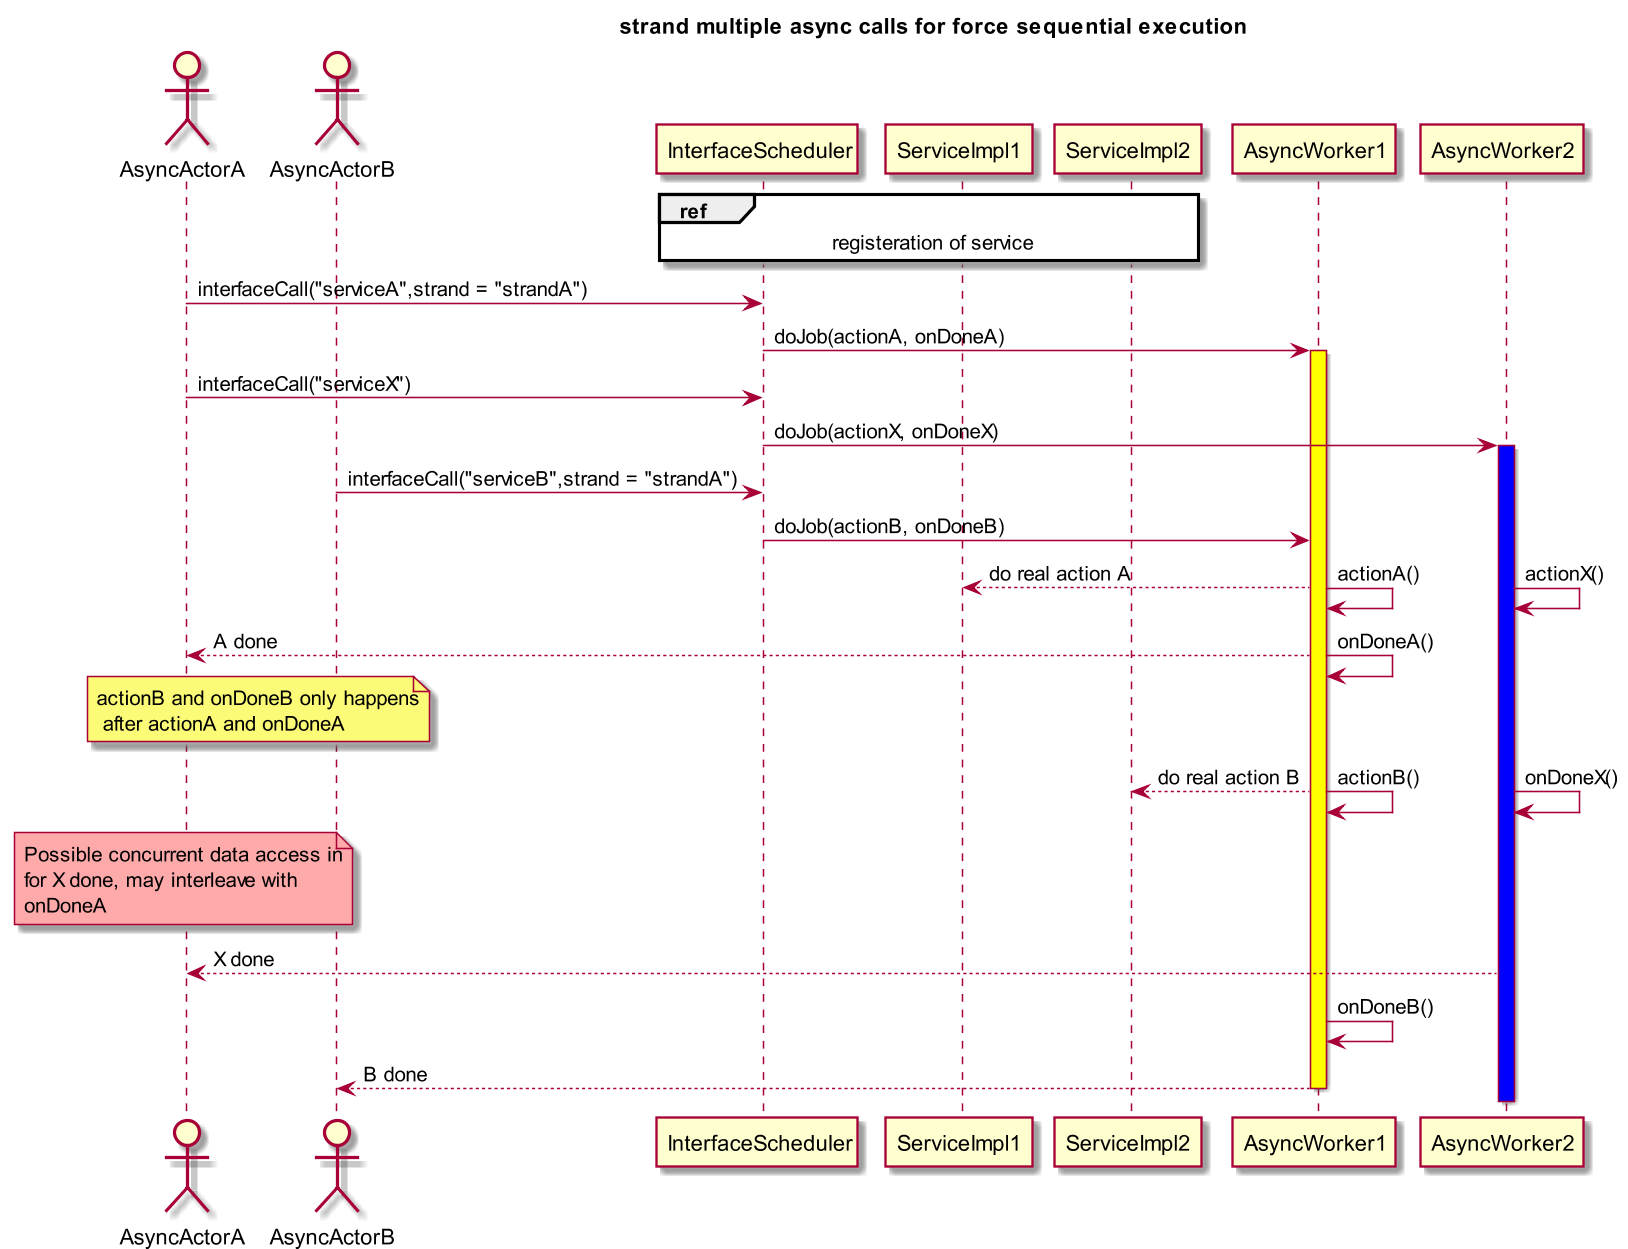 strand multiple async calls for force sequential execution
AsyncActorA
AsyncActorB
InterfaceScheduler
ServiceImpl1
ServiceImpl2
AsyncWorker1
AsyncWorker2
ref
registeration of service
interfaceCall("serviceA",strand = "strandA")
doJob(actionA, onDoneA)
interfaceCall("serviceX")
doJob(actionX, onDoneX)
interfaceCall("serviceB",strand = "strandA")
doJob(actionB, onDoneB)
do real action A
actionA()
actionX()
A done
onDoneA()
actionB and onDoneB only happens
after actionA and onDoneA
do real action B
actionB()
onDoneX()
Possible concurrent data access in
for X done, may interleave with
onDoneA
X done
onDoneB()
B done
AsyncActorA
AsyncActorB
InterfaceScheduler
ServiceImpl1
ServiceImpl2
AsyncWorker1
AsyncWorker2